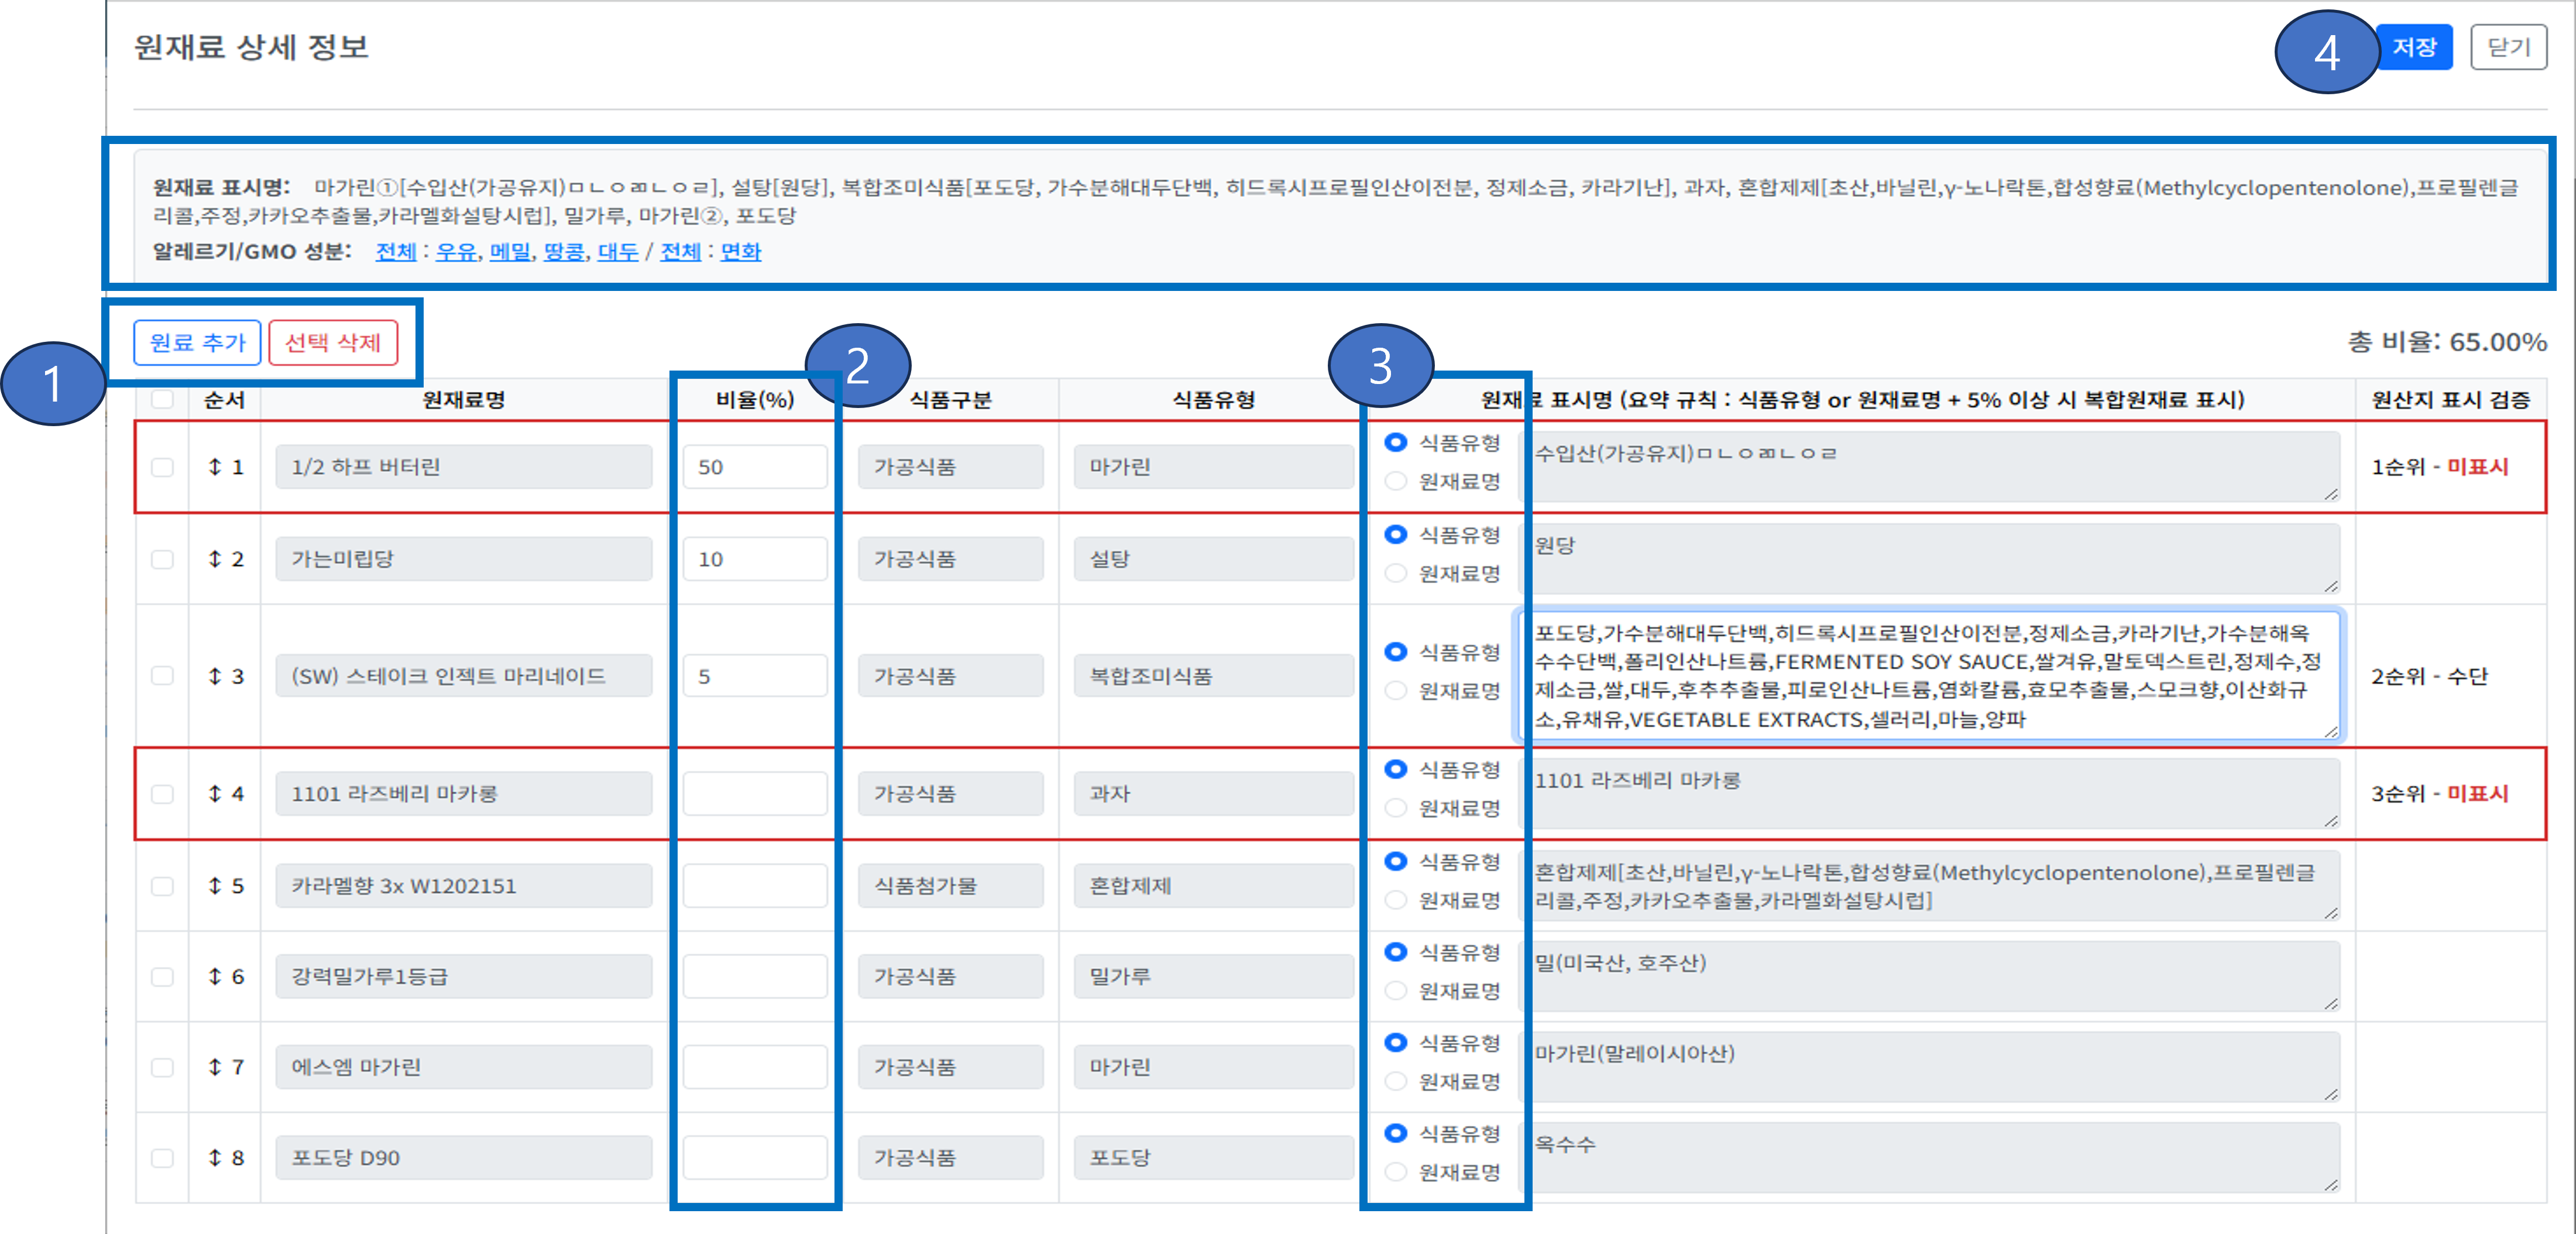 원재료 상세 정보
4
저장
닫기
원재료 표시명: 마가린①[수입산(가공유지)ㅁㄴㅇㅻㄴㅇㄹ], 설탕[원당], 복합조미식품[포도당, 가수분해대두단백, 히드록시프로필인산이전분, 정제소금, 카라기난], 과자, 혼합제제[초산,바닐린,γ-노나락톤,합성향료(Methylcyclopentenolone),프로필렌글
리콜,주정,카카오추출물,카라멜화설탕시럽], 밀가루, 마가린②, 포도당
알레르기/GMO 성분: 전체 : 우유, 메밀, 땅콩, 대두 / 전체 : 면화
1
원료 추가
선택 삭제
2
3
총 비율: 65.00%
순서 원재료명 비율(%) 식품구분 식품유형 원재료 표시명 (요약 규칙 : 식품유형 or 원재료명 + 5% 이상 시 복합원재료 표시) 원산지 표시 검증
↕ 1 1/2 하프 버터린 50 가공식품 마가린
식품유형
원재료명
수입산(가공유지)ㅁㄴㅇㅻㄴㅇㄹ
1순위 - 미표시
↕ 2 가는미립당 10 가공식품 설탕
식품유형
원재료명
원당
↕ 3 (SW) 스테이크 인젝트 마리네이드 5 가공식품 복합조미식품
식품유형
원재료명
포도당,가수분해대두단백,히드록시프로필인산이전분,정제소금,카라기난,가수분해옥
수수단백,폴리인산나트륨,FERMENTED SOY SAUCE,쌀겨유,말토덱스트린,정제수,정
제소금,쌀,대두,후추추출물,피로인산나트륨,염화칼륨,효모추출물,스모크향,이산화규
소,유채유,VEGETABLE EXTRACTS,셀러리,마늘,양파
2순위 - 수단
↕ 4 1101 라즈베리 마카롱 가공식품 과자
식품유형
원재료명
1101 라즈베리 마카롱
3순위 - 미표시
↕ 5 카라멜향 3x W1202151 식품첨가물 혼합제제
식품유형
원재료명
혼합제제[초산,바닐린,γ-노나락톤,합성향료(Methylcyclopentenolone),프로필렌글
리콜,주정,카카오추출물,카라멜화설탕시럽]
↕ 6 강력밀가루1등급 가공식품 밀가루
식품유형
원재료명
밀(미국산, 호주산)
↕ 7 에스엠 마가린 가공식품 마가린
식품유형
원재료명
마가린(말레이시아산)
↕ 8 포도당 D90 가공식품 포도당
식품유형
원재료명
옥수수